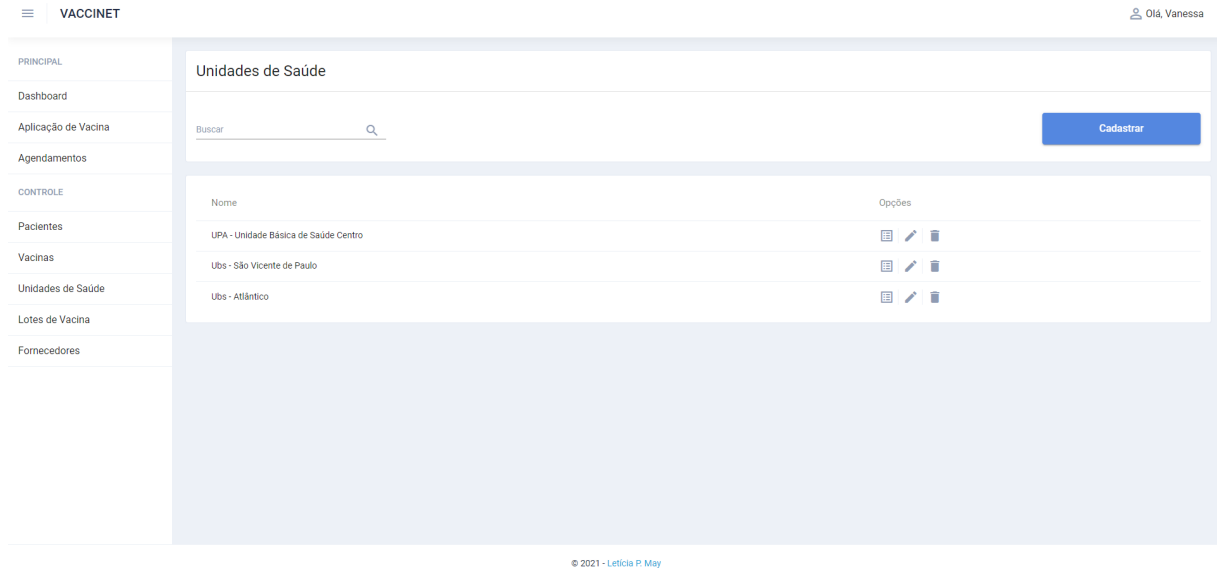 VACCINET
Olá, Vanessa
PRINCIPAL
Dashboard
Aplicação de Vacina
Agendamentos
CONTROLE
Pacientes
Vacinas
Unidades de Saúde
Lotes de Vacina
Fornecedores
Unidades de Saúde
Buscar
Cadastrar
Nome Opções
UPA - Unidade Básica de Saúde Centro
Ubs - São Vicente de Paulo
Ubs - Atlântico
© 2021 - Letícia P. May